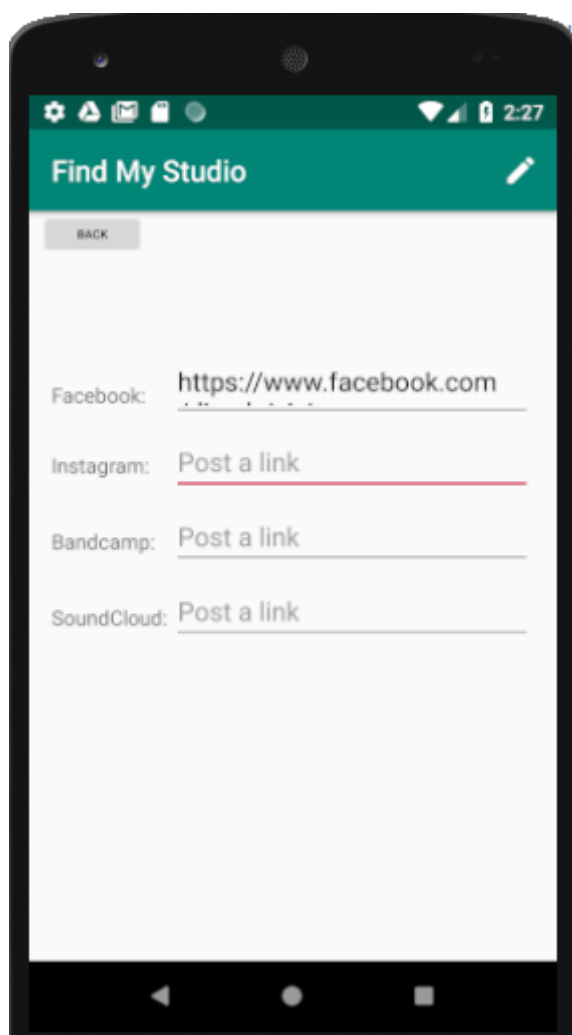 2:27
Find My Studio
BACK
Facebook:
https://www.facebook.com
Instagram:
Post a link
Bandcamp:
Post a link
SoundCloud:
Post a link